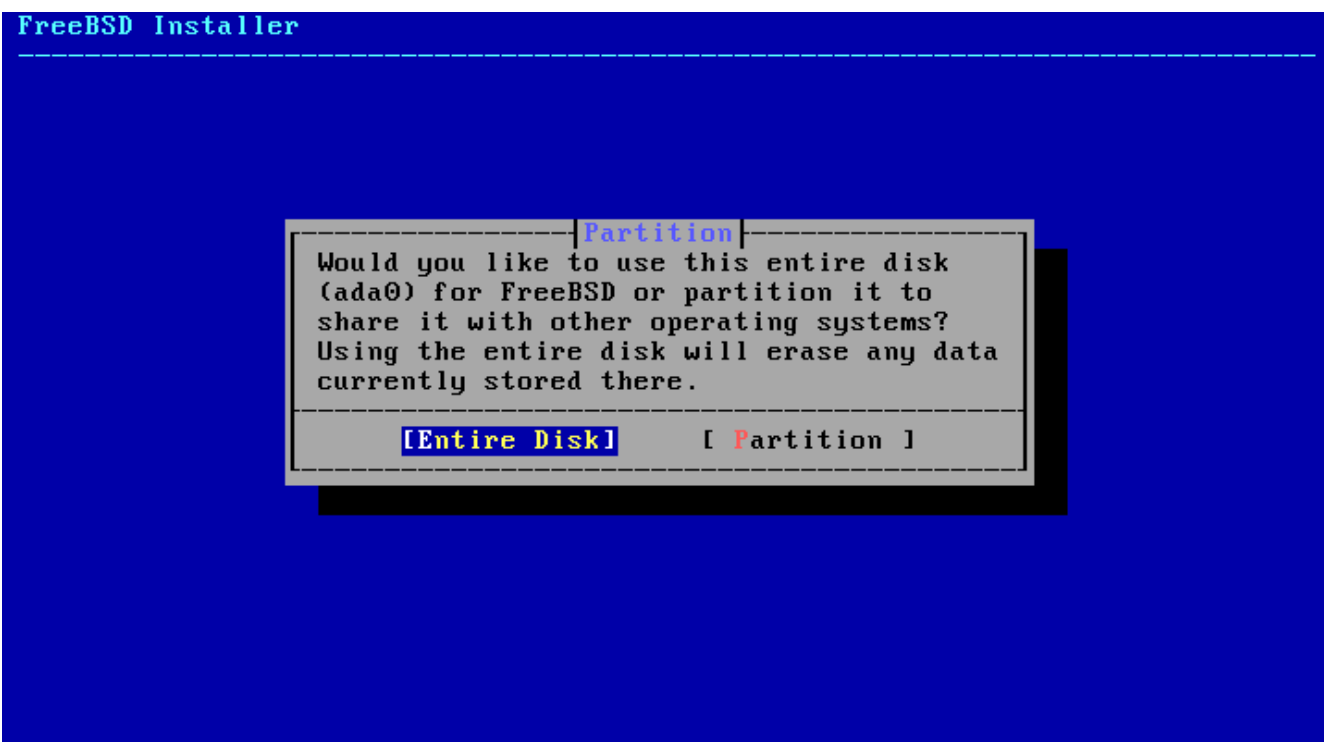 FreeBSD Installer
Partition
Would you like to use this entire disk
(ada0) for FreeBSD or partition it to
share it with other operating systems?
Using the entire disk will erase any data
currently stored there.
[Entire Disk] [ Partition ]